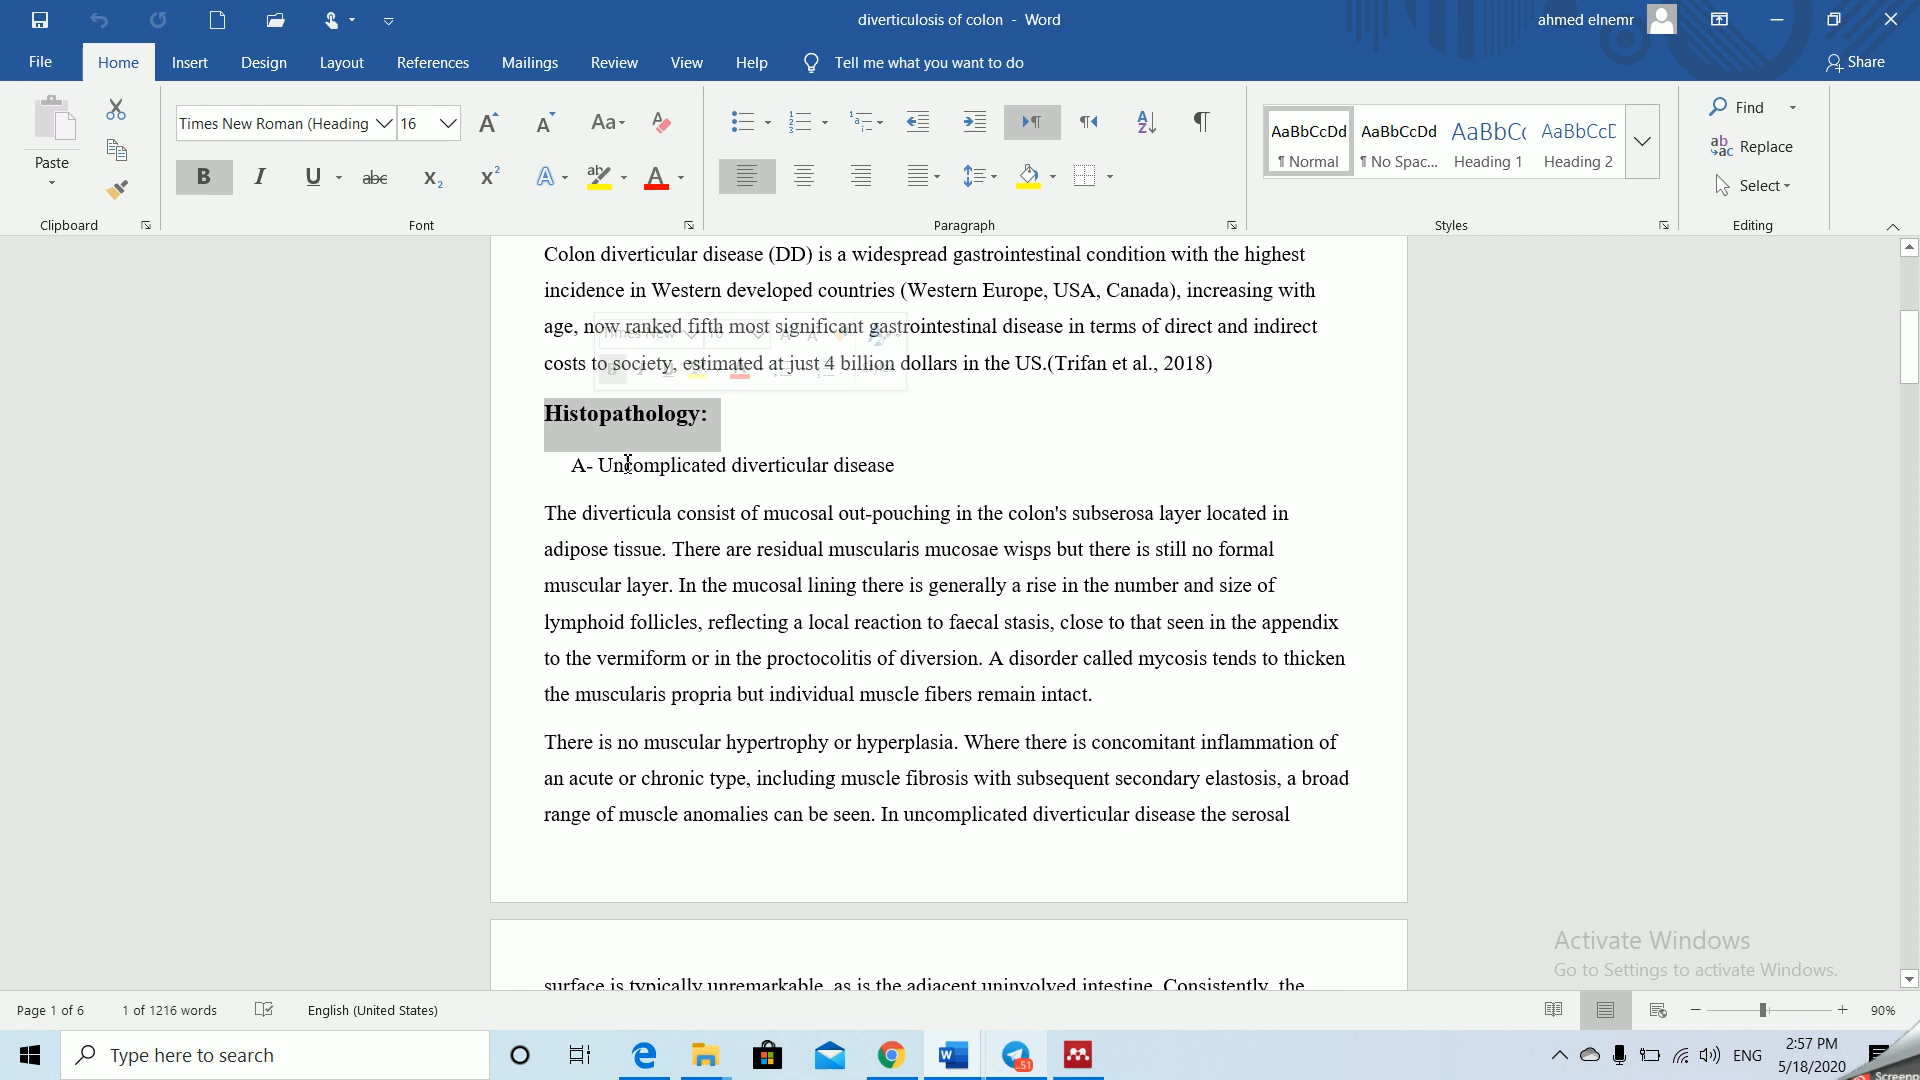 diverticulosis of colon - Word
ahmed elnemr
File
Home
Insert
Design
Layout
References
Mailings
Review
View
Help
Tell me what you want to do
Share
Paste
Clipboard
Times New Roman (Heading
16
Font
Paragraph
AaBbCcDd
¶ Normal
AaBbCcDd
¶ No Spac...
AaBbCc
Heading 1
AaBbCcE
Heading 2
Styles
Find
Replace
Select
Editing
Colon diverticular disease (DD) is a widespread gastrointestinal condition with the highest
incidence in Western developed countries (Western Europe, USA, Canada), increasing with
age, now ranked fifth most significant gastrointestinal disease in terms of direct and indirect
costs to society, estimated at just 4 billion dollars in the US.(Trifan et al., 2018)
Histopathology:
A- Uncomplicated diverticular disease
The diverticula consist of mucosal out-pouching in the colon's subserosa layer located in
adipose tissue. There are residual muscularis mucosae wisps but there is still no formal
muscular layer. In the mucosal lining there is generally a rise in the number and size of
lymphoid follicles, reflecting a local reaction to faecal stasis, close to that seen in the appendix
to the vermiform or in the proctocolitis of diversion. A disorder called mycosis tends to thicken
the muscularis propria but individual muscle fibers remain intact.
There is no muscular hypertrophy or hyperplasia. Where there is concomitant inflammation of
an acute or chronic type, including muscle fibrosis with subsequent secondary elastosis, a broad
range of muscle anomalies can be seen. In uncomplicated diverticular disease the serosal
surface is typically unremarkable, as is the adjacent uninvolved intestine. Consistently, the
Activate Windows
Go to Settings to activate Windows.
Page 1 of 6
1 of 1216 words
English (United States)
90%
Type here to search
ENG
2:57 PM
5/18/2020